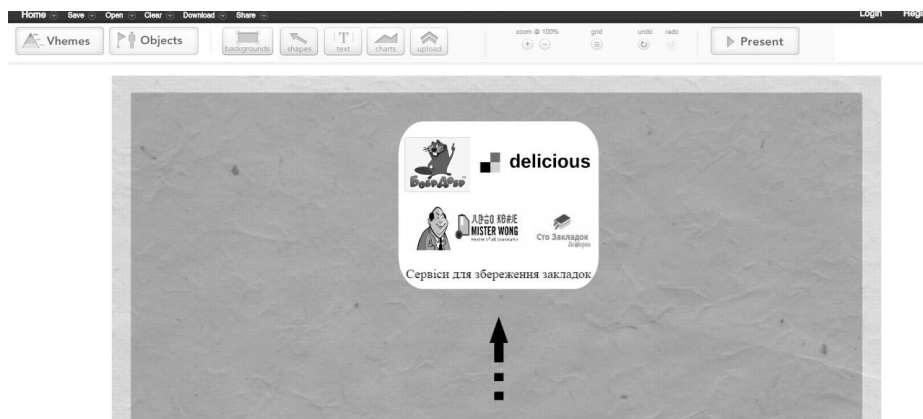 Home Save Open Clear Download Share Login
Vhemes Objects backgrounds shapes text charts upload zoom @ 100% grid undo redo Present
БобрДобр delicious
MISTER WONG
Сто Закладок
Сервіси для збереження закладок